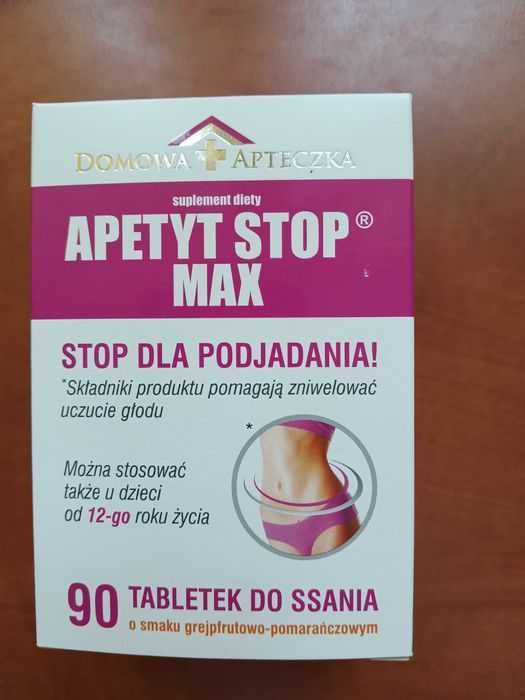 DOMOWA APTECZKA
suplement diety
APETYT STOP®
MAX
STOP DLA PODJADANIA!
*Składniki produktu pomagają zniwelować
uczucie głodu
*
Można stosować
także u dzieci
od 12-go roku życia
90 TABLETEK DO SSANIA
o smaku grejpfrutowo-pomarańczowym